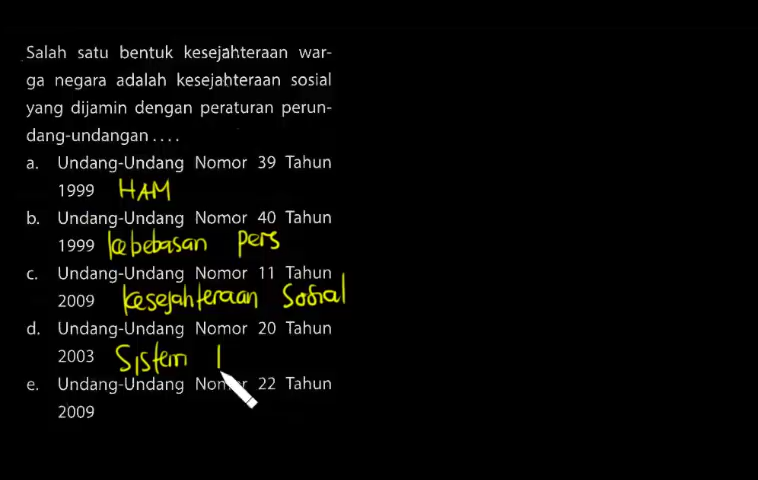 Salah satu bentuk kesejahteraan war-
ga negara adalah kesejahteraan sosial
yang dijamin dengan peraturan perun-
dang-undangan....
a. Undang-Undang Nomor 39 Tahun
1999 HAM
b. Undang-Undang Nomor 40 Tahun
1999 kebebasan pers
c. Undang-Undang Nomor 11 Tahun
2009 kesejahteraan Sosial
d. Undang-Undang Nomor 20 Tahun
2003 Sistem
e. Undang-Undang Nomor 22 Tahun
2009